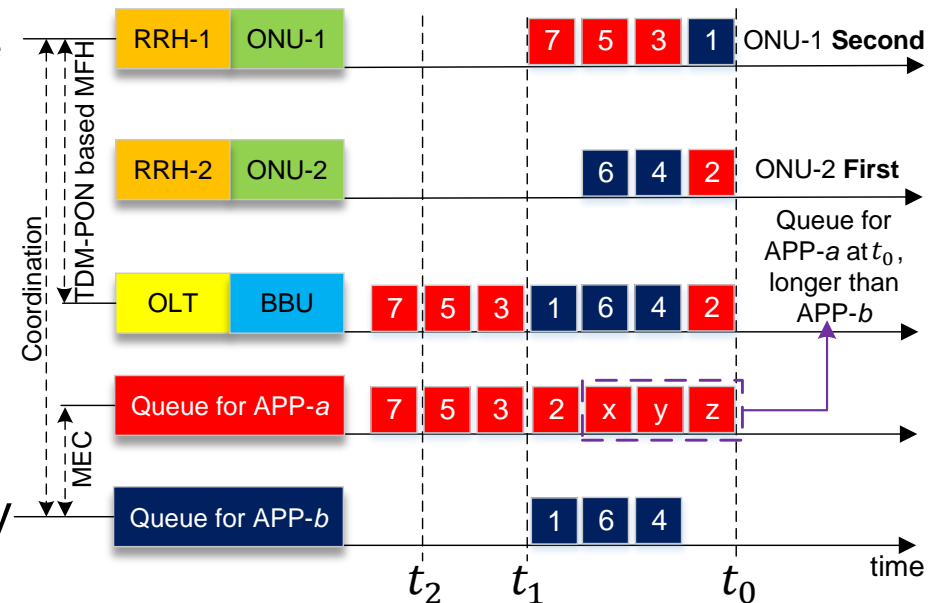 RRH-1 ONU-1 7 5 3 1 ONU-1 Second
RRH-2 ONU-2 6 4 2 ONU-2 First
Queue for
APP-a at t₀,
longer than
APP-b
Coordination
TDM-PON based MFH
OLT BBU 7 5 3 1 6 4 2
Queue for APP-a 7 5 3 2 x y z
MEC
Queue for APP-b 1 6 4
time
t₂ t₁ t₀